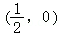 (1/2, 0)